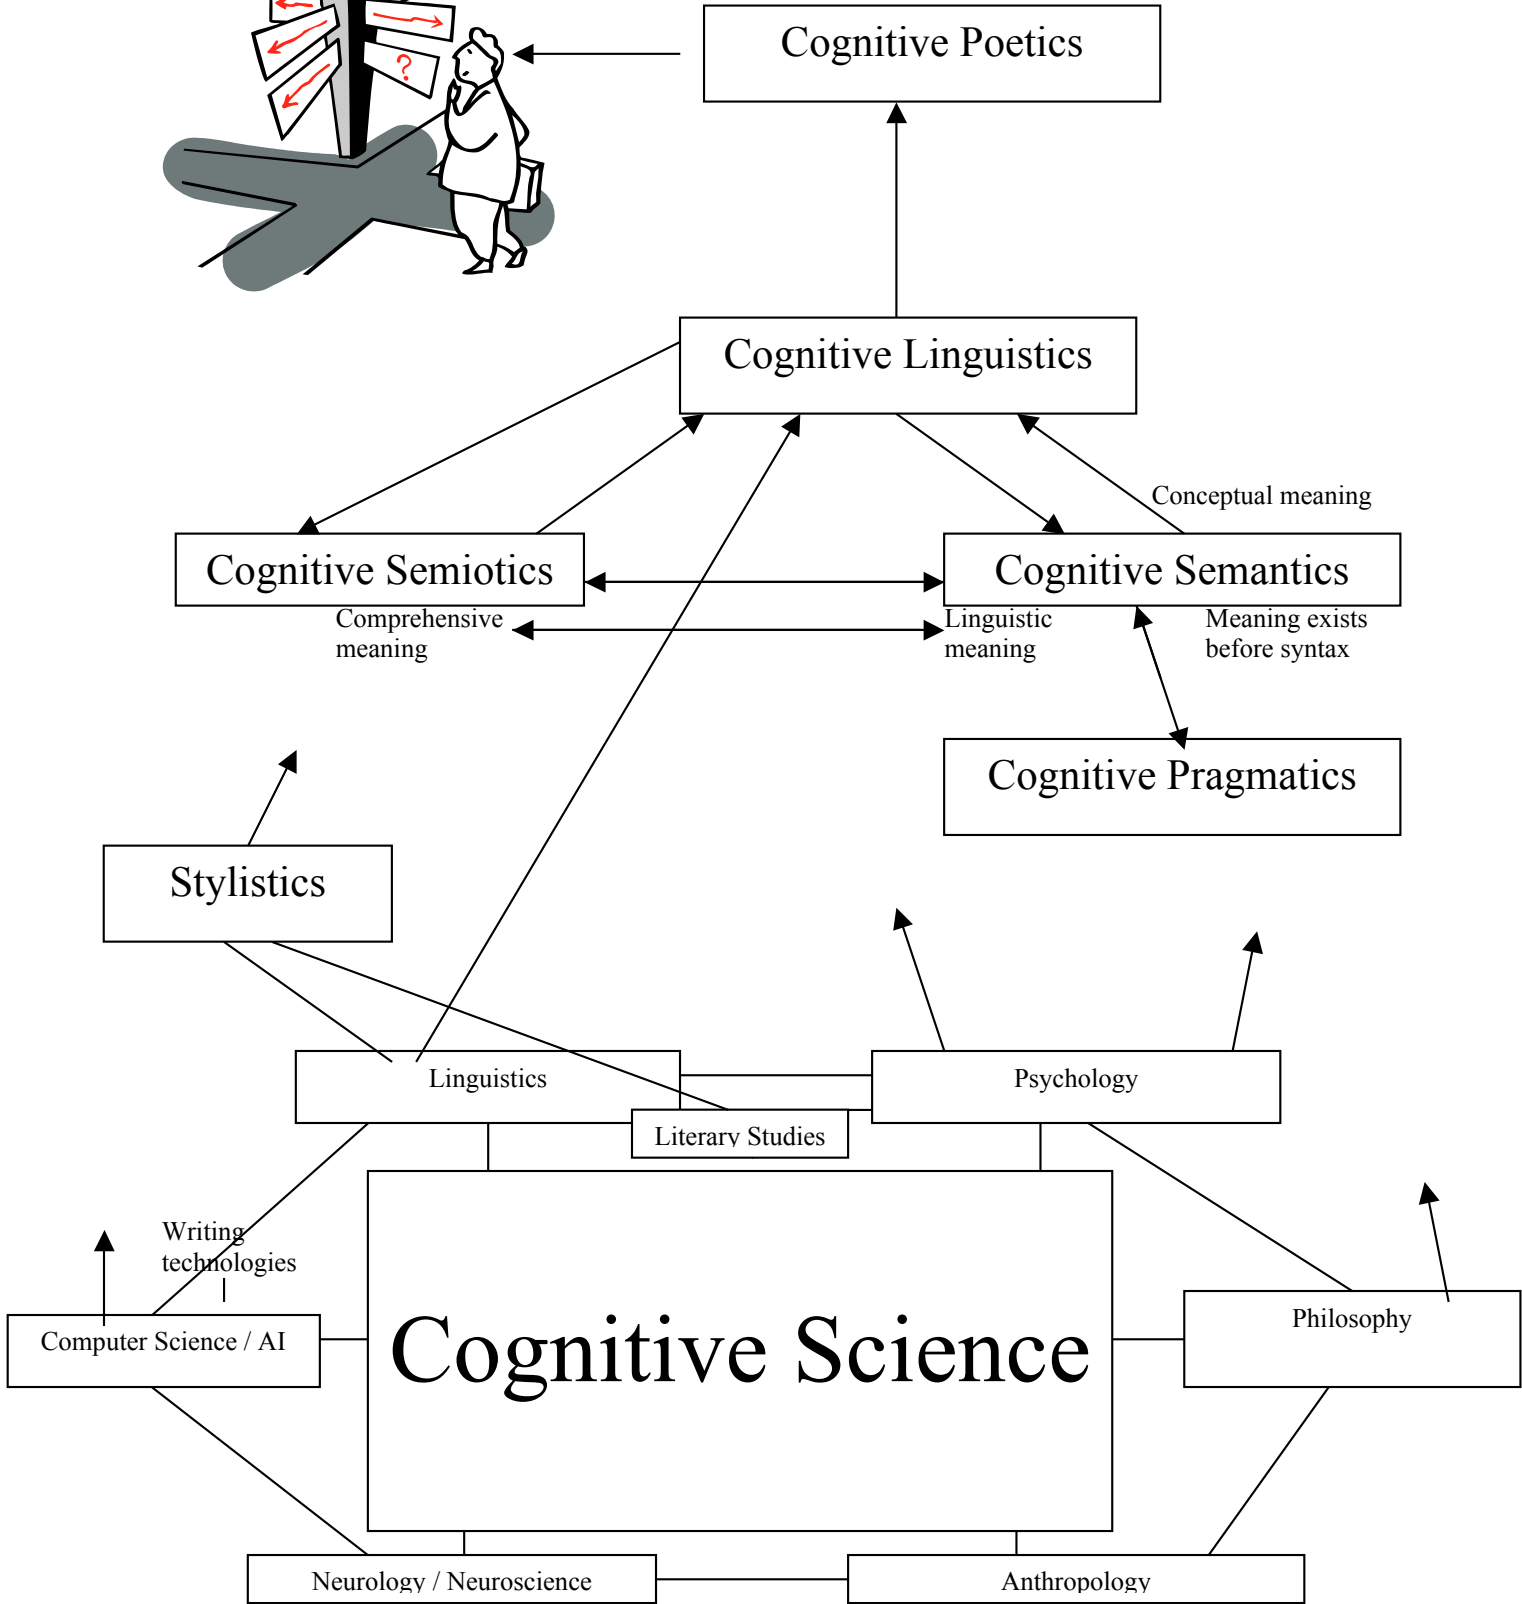 ?
Cognitive Poetics
Cognitive Linguistics
Conceptual meaning
Cognitive Semiotics
Cognitive Semantics
Comprehensive
meaning
Linguistic
meaning
Meaning exists
before syntax
Cognitive Pragmatics
Stylistics
Linguistics
Psychology
Literary Studies
Writing
technologies
Computer Science / AI
Cognitive Science
Philosophy
Neurology / Neuroscience
Anthropology